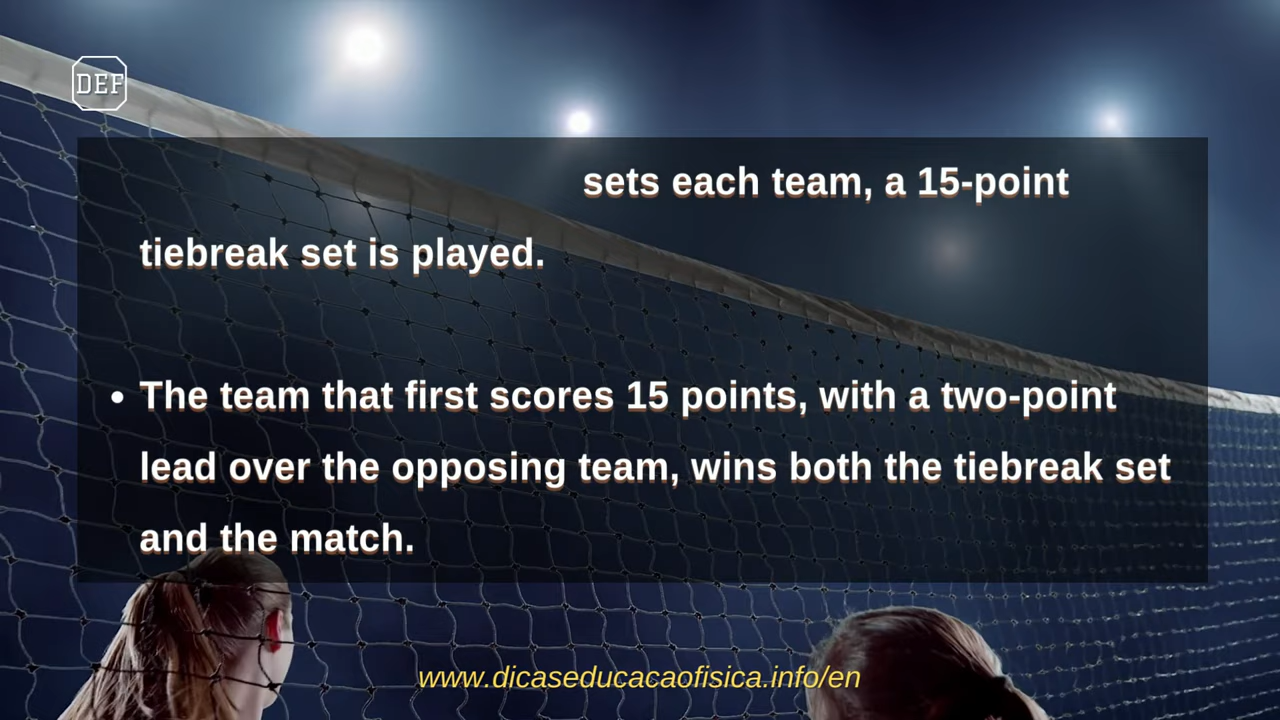 DEF
sets each team, a 15-point
tiebreak set is played.
• The team that first scores 15 points, with a two-point
lead over the opposing team, wins both the tiebreak set
and the match.
www.dicaseducacaofisica.info/en